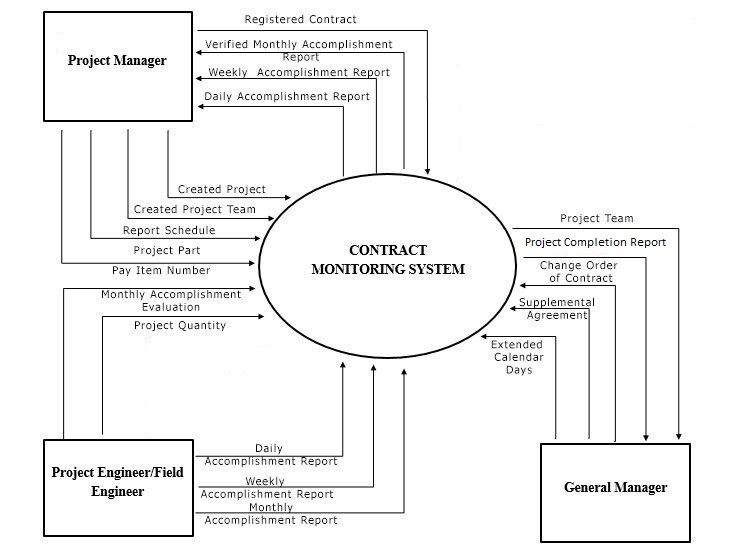 Registered Contract
Verified Monthly Accomplishment
Report
Weekly Accomplishment Report
Daily Accomplishment Report
Project Manager
Created Project
Created Project Team
Report Schedule
Project Part
Pay Item Number
Monthly Accomplishment
Evaluation
Project Quantity
CONTRACT
MONITORING SYSTEM
Project Team
Project Completion Report
Change Order
of Contract
Supplemental
Agreement
Extended
Calendar
Days
Project Engineer/Field
Engineer
Daily
Accomplishment Report
Weekly
Accomplishment Report
Monthly
Accomplishment Report
General Manager